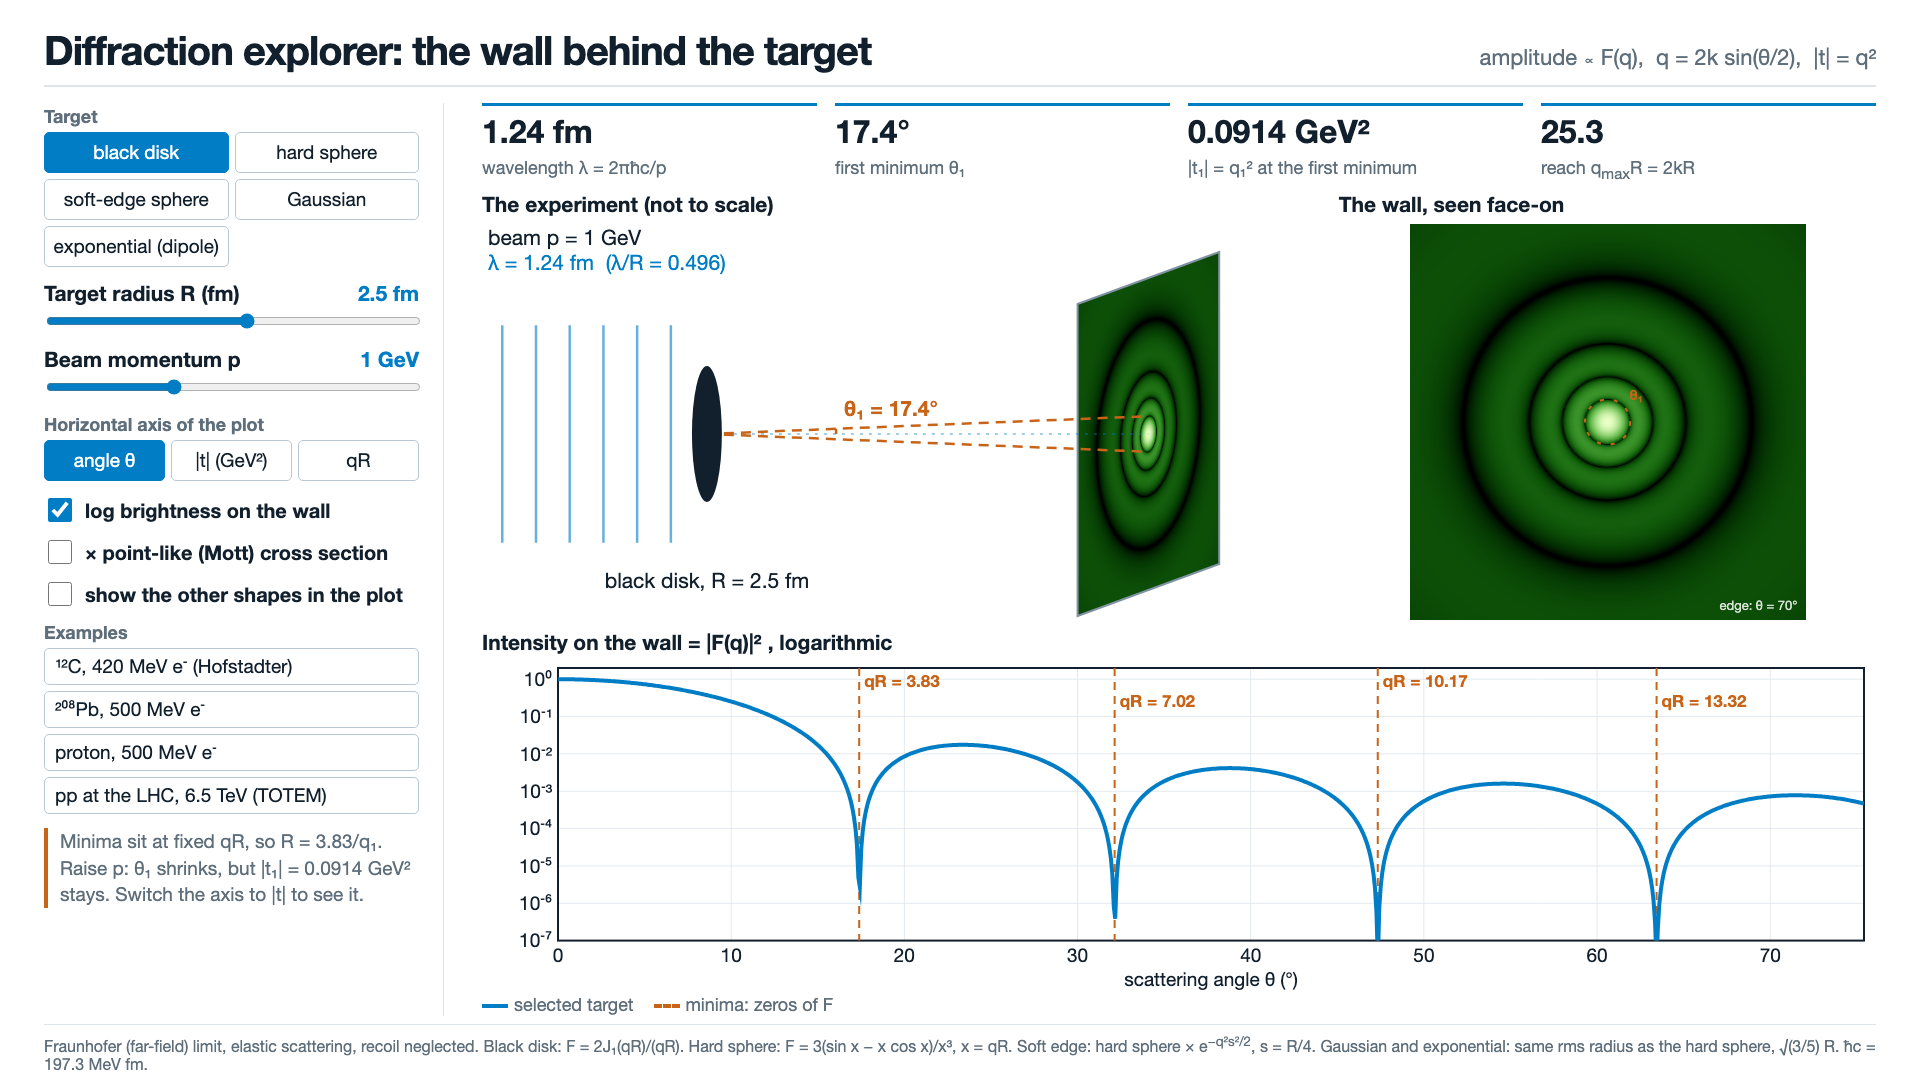 Diffraction explorer: the wall behind the target
amplitude ∝ F(q), q = 2k sin(θ/2), |t| = q²
Target
black disk
hard sphere
soft-edge sphere
Gaussian
exponential (dipole)
Target radius R (fm)
2.5 fm
Beam momentum p
1 GeV
Horizontal axis of the plot
angle θ
|t| (GeV²)
qR
log brightness on the wall
× point-like (Mott) cross section
show the other shapes in the plot
Examples
¹²C, 420 MeV e⁻ (Hofstadter)
²⁰⁸Pb, 500 MeV e⁻
proton, 500 MeV e⁻
pp at the LHC, 6.5 TeV (TOTEM)
Minima sit at fixed qR, so R = 3.83/q₁.
Raise p: θ₁ shrinks, but |t₁| = 0.0914 GeV²
stays. Switch the axis to |t| to see it.
1.24 fm
wavelength λ = 2πħc/p
17.4°
first minimum θ₁
0.0914 GeV²
|t₁| = q₁² at the first minimum
25.3
reach qmaxR = 2kR
The experiment (not to scale)
beam p = 1 GeV
λ = 1.24 fm (λ/R = 0.496)
θ₁ = 17.4°
black disk, R = 2.5 fm
The wall, seen face-on
θ₁
edge: θ = 70°
Intensity on the wall = |F(q)|² , logarithmic
10⁰
10⁻¹
10⁻²
10⁻³
10⁻⁴
10⁻⁵
10⁻⁶
10⁻⁷
qR = 3.83
qR = 7.02
qR = 10.17
qR = 13.32
0 10 20 30 40 50 60 70
scattering angle θ (°)
selected target
minima: zeros of F
Fraunhofer (far-field) limit, elastic scattering, recoil neglected. Black disk: F = 2J₁(qR)/(qR). Hard sphere: F = 3(sin x − x cos x)/x³, x = qR. Soft edge: hard sphere × e^−q²s²/2, s = R/4. Gaussian and exponential: same rms radius as the hard sphere, √(3/5) R. ħc =
197.3 MeV fm.